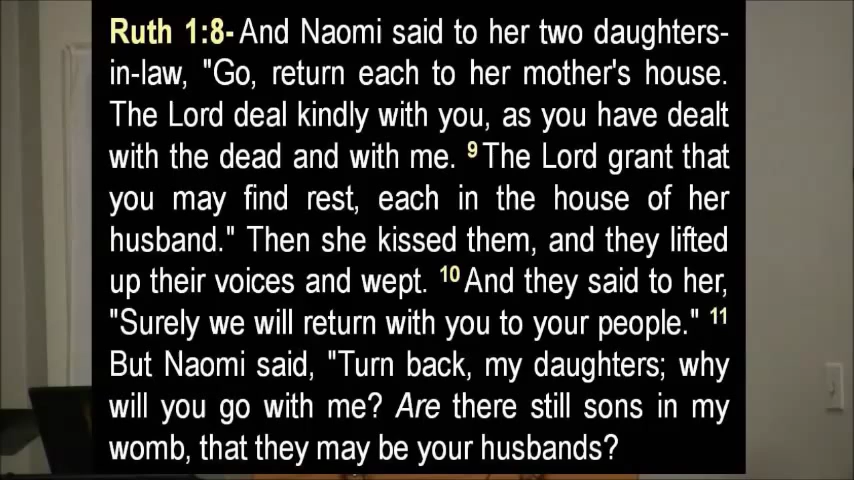 Ruth 1:8- And Naomi said to her two daughters-
in-law, "Go, return each to her mother's house.
The Lord deal kindly with you, as you have dealt
with the dead and with me. 9 The Lord grant that
you may find rest, each in the house of her
husband." Then she kissed them, and they lifted
up their voices and wept. 10 And they said to her,
"Surely we will return with you to your people." 11
But Naomi said, "Turn back, my daughters; why
will you go with me? Are there still sons in my
womb, that they may be your husbands?